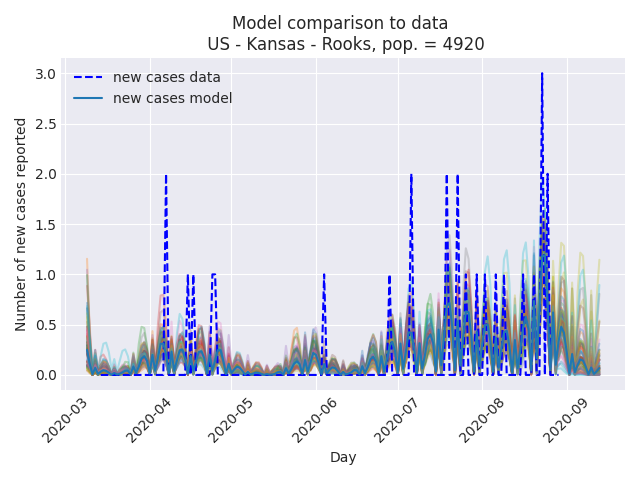 Model comparison to data
US - Kansas - Rooks, pop. = 4920
new cases data
new cases model
Number of new cases reported
3.0
2.5
2.0
1.5
1.0
0.5
0.0
2020-03
2020-04
2020-05
2020-06
2020-07
2020-08
2020-09
Day